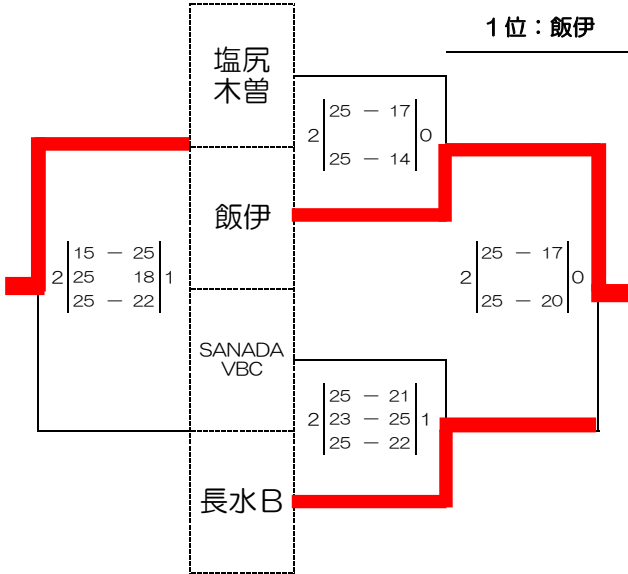 1位：飯伊
塩尻
木曽
2 25 － 17 0
25 － 14
飯伊
2 15 － 25 1
25 18
25 － 22
2 25 － 17 0
25 － 20
SANADA
VBC
2 25 － 21 1
23 － 25
25 － 22
長水B